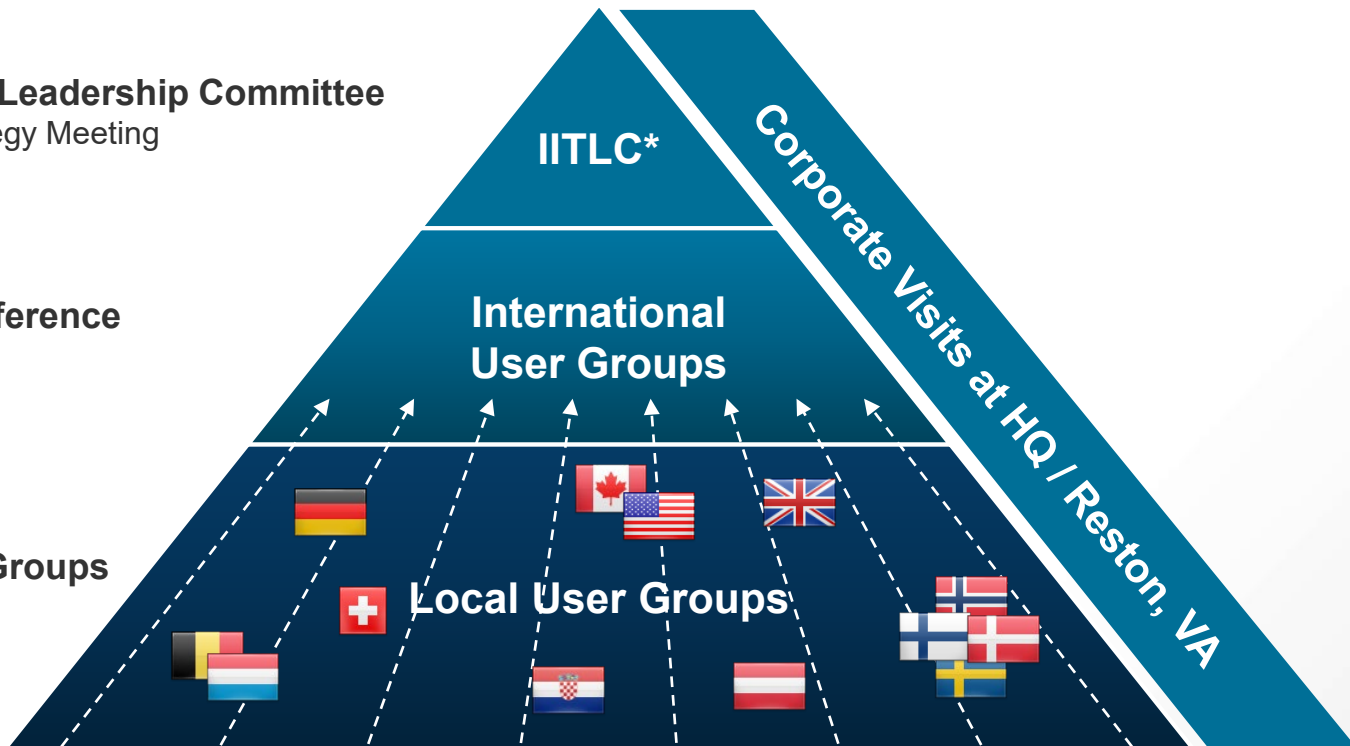 Leadership Committee
egy Meeting
IITLC*
Corporate Visits at HQ / Reston, VA
ference
International
User Groups
Groups
Local User Groups